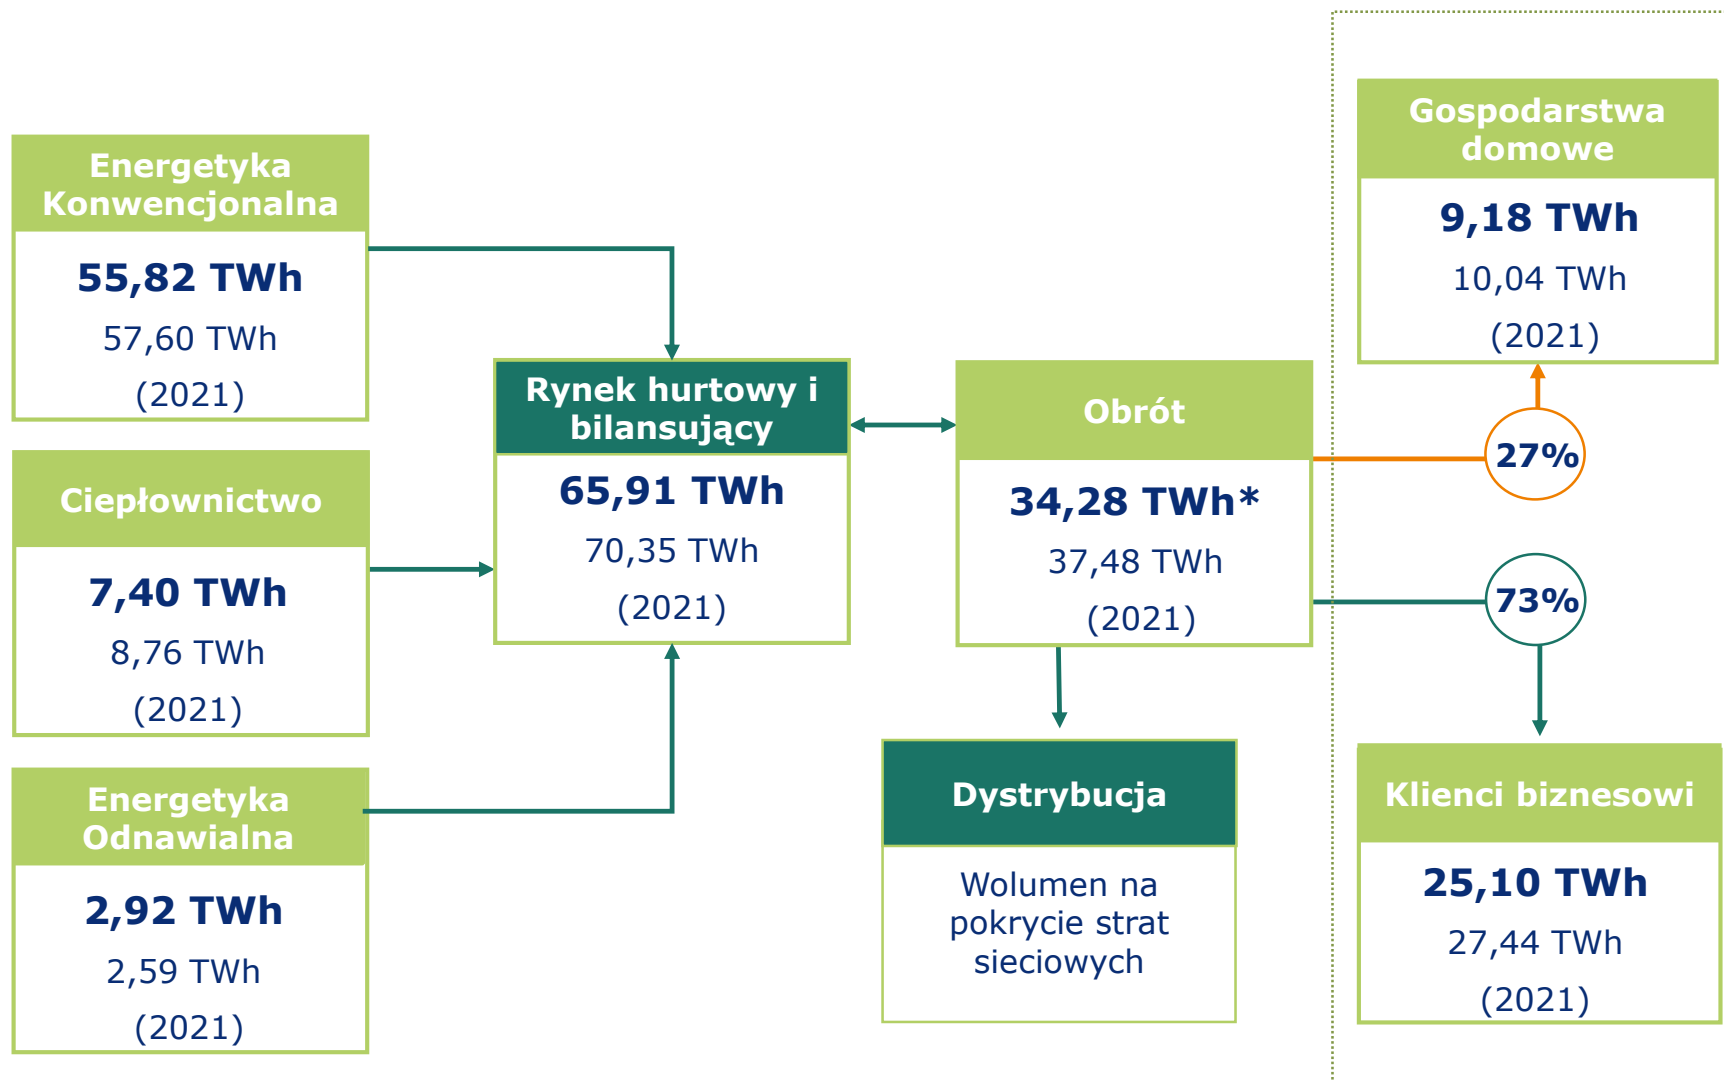 Energetyka
Konwencjonalna
55,82 TWh
57,60 TWh
(2021)
Ciepłownictwo
7,40 TWh
8,76 TWh
(2021)
Energetyka
Odnawialna
2,92 TWh
2,59 TWh
(2021)
Rynek hurtowy i
bilansujący
65,91 TWh
70,35 TWh
(2021)
Obrót
34,28 TWh*
37,48 TWh
(2021)
Dystrybucja
Wolumen na
pokrycie strat
sieciowych
27%
73%
Gospodarstwa
domowe
9,18 TWh
10,04 TWh
(2021)
Klienci biznesowi
25,10 TWh
27,44 TWh
(2021)